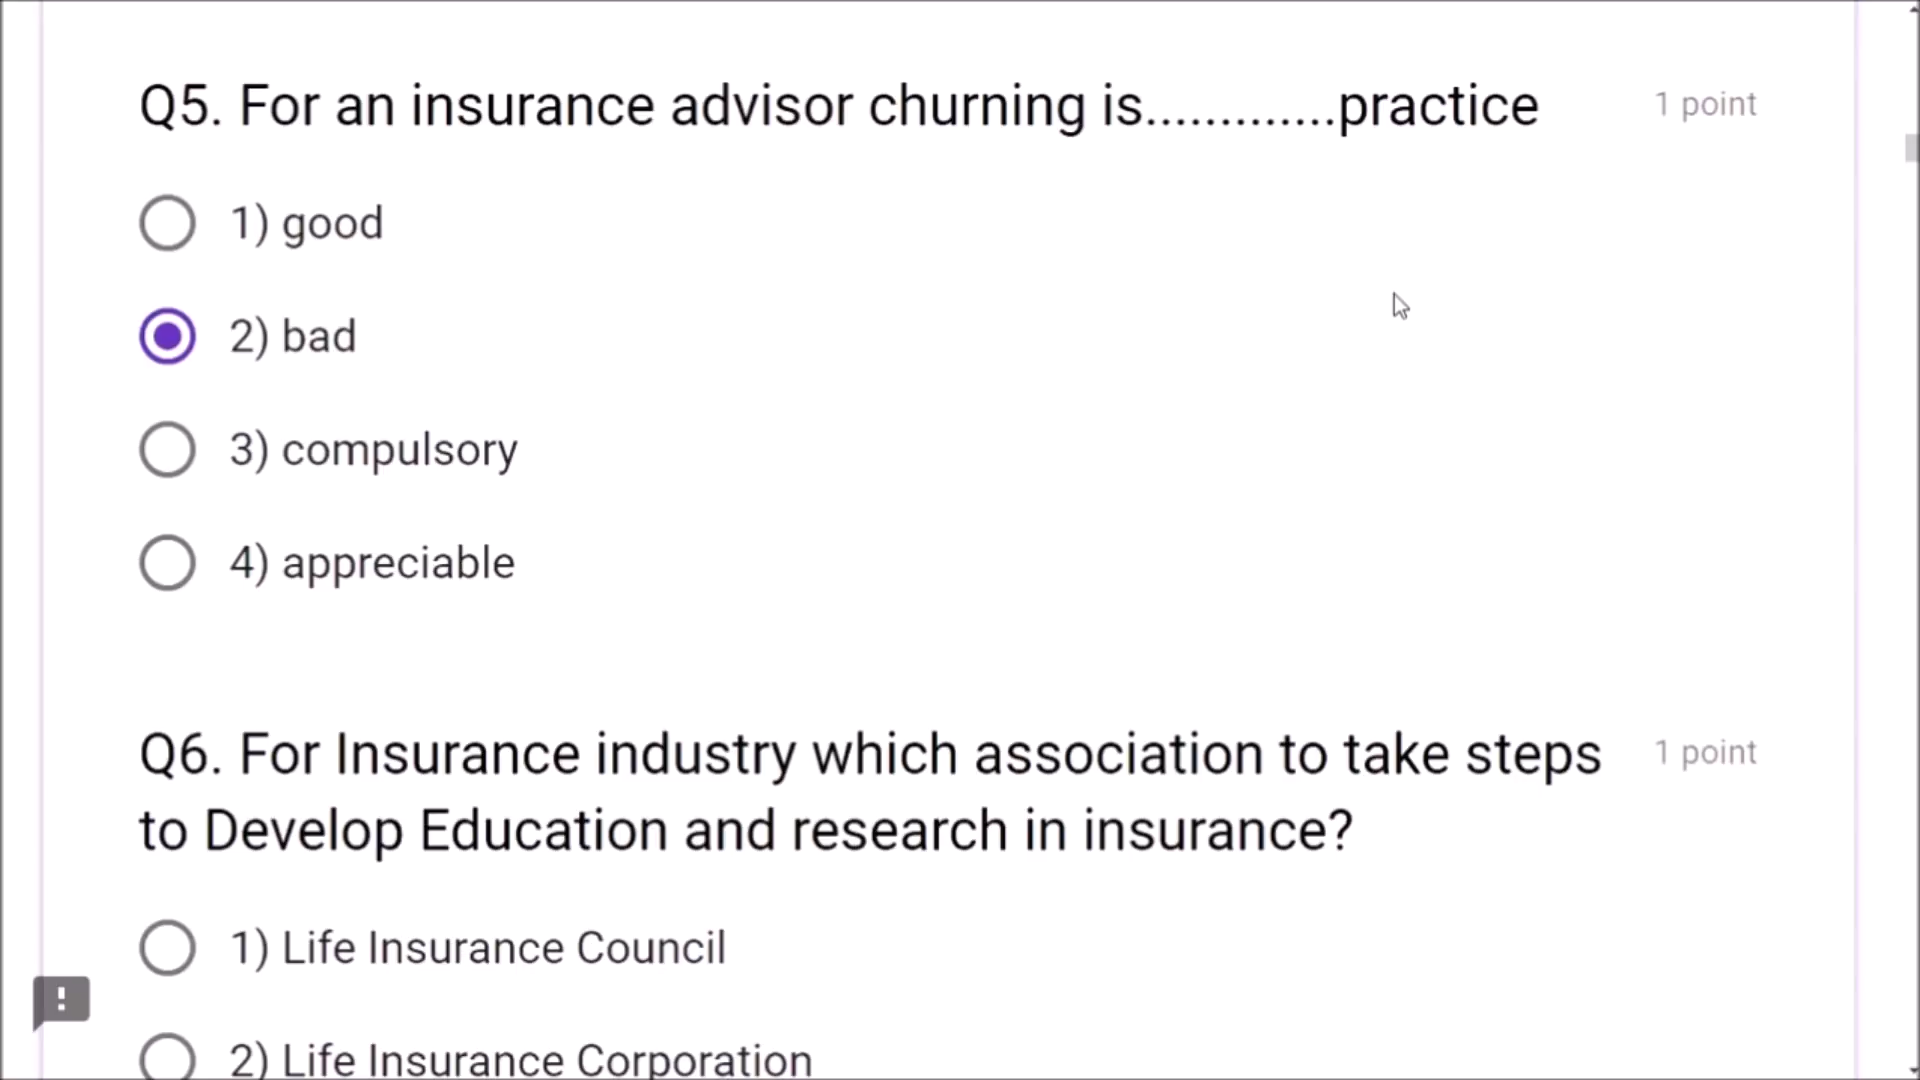 Q5. For an insurance advisor churning is.............practice
1 point
1) good
2) bad
3) compulsory
4) appreciable
Q6. For Insurance industry which association to take steps
1 point
to Develop Education and research in insurance?
1) Life Insurance Council
2) Life Insurance Corporation